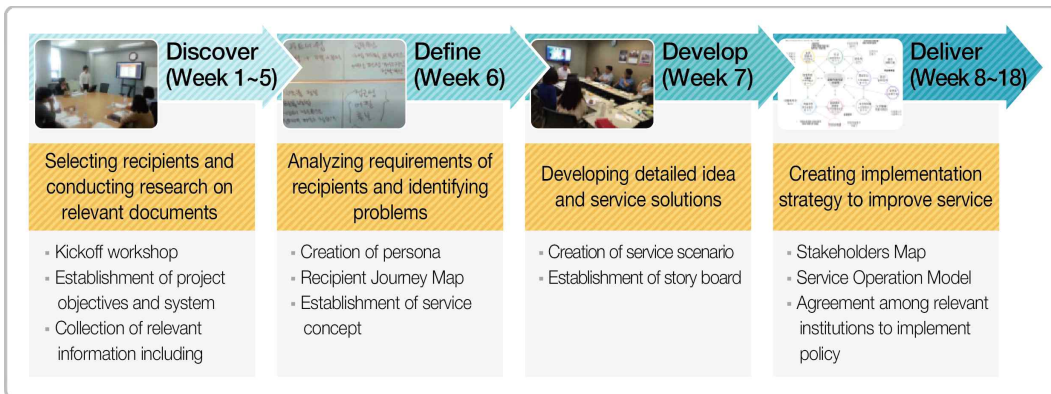 Discover
(Week 1~5)
Define
(Week 6)
Develop
(Week 7)
Deliver
(Week 8~18)
Selecting recipients and
conducting research on
relevant documents
Analyzing requirements of
recipients and identifying
problems
Developing detailed idea
and service solutions
Creating implementation
strategy to improve service
▪ Kickoff workshop
▪ Establishment of project
objectives and system
▪ Collection of relevant
information including
▪ Creation of persona
▪ Recipient Journey Map
▪ Establishment of service
concept
▪ Creation of service scenario
▪ Establishment of story board
▪ Stakeholders Map
▪ Service Operation Model
▪ Agreement among relevant
institutions to implement
policy